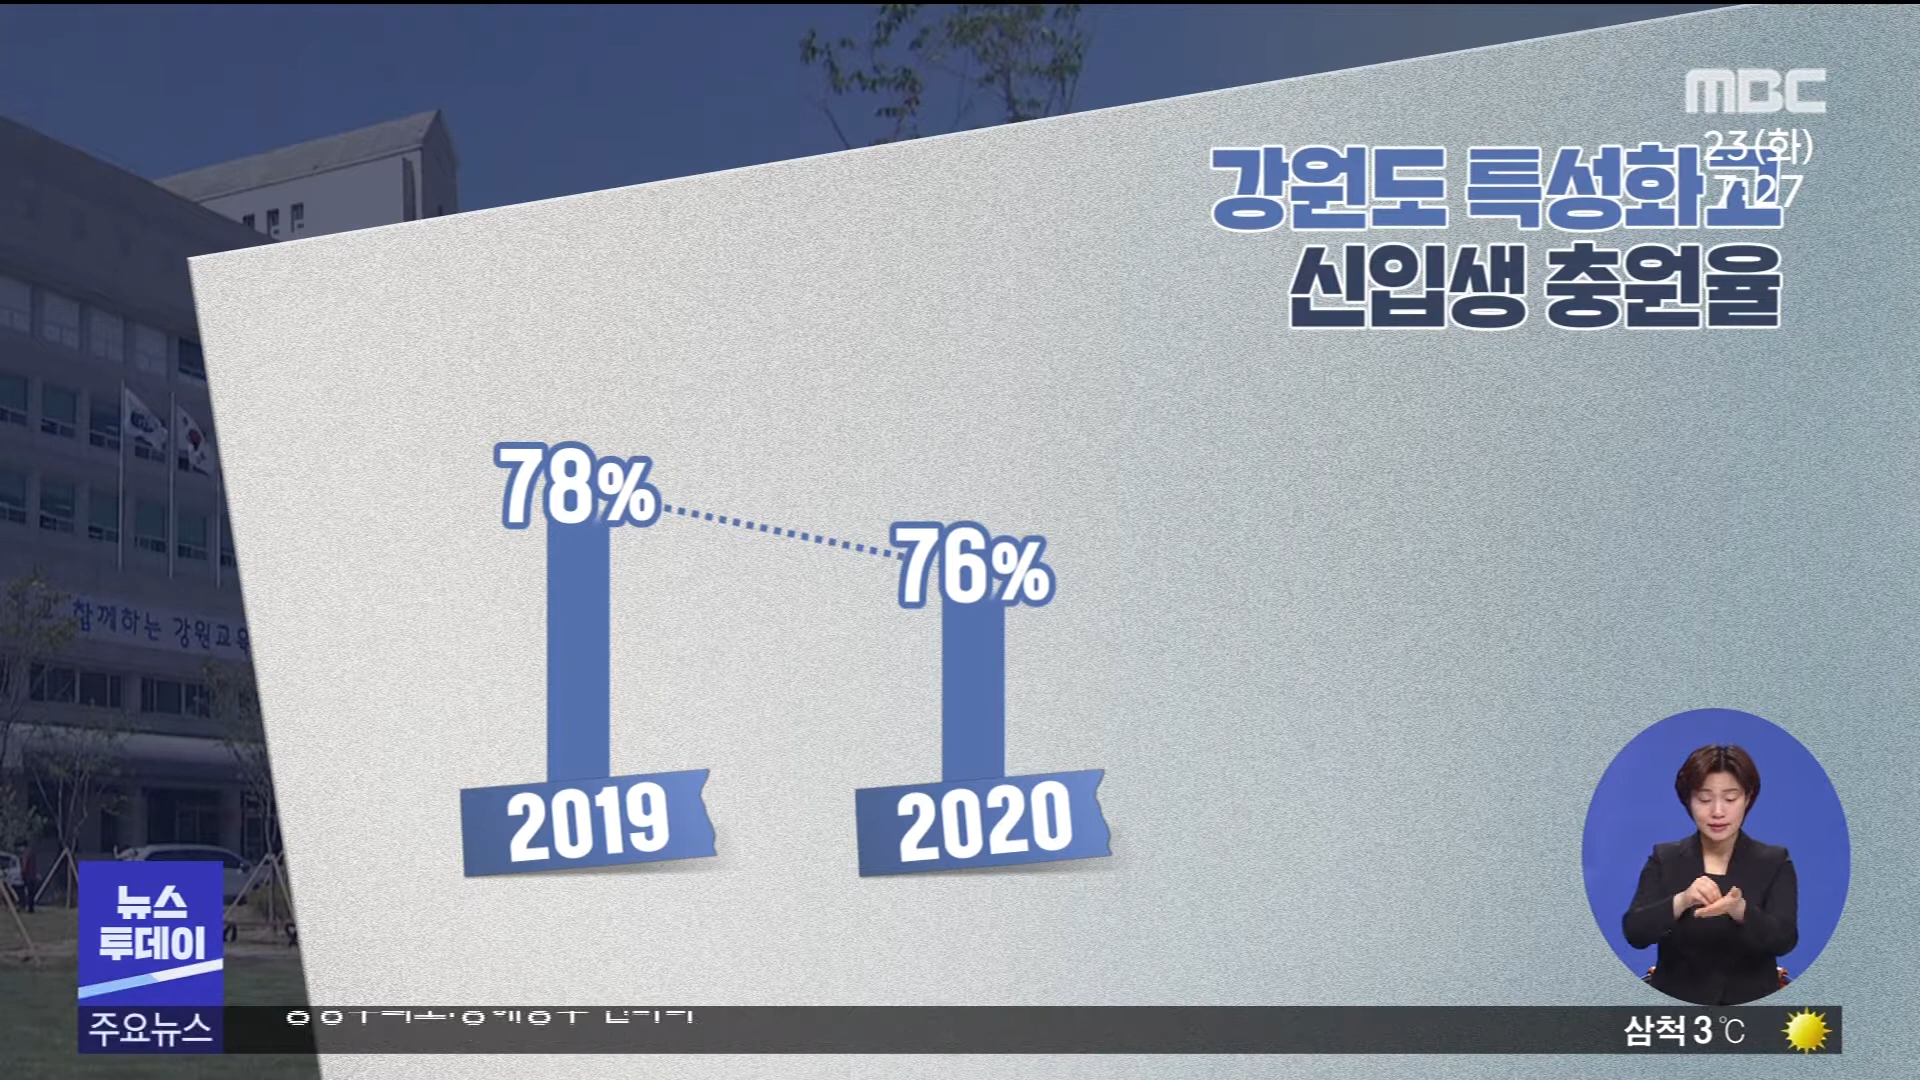 MBC
23(화)
7:27
강원도 특성화고
신입생 충원율
78%
76%
2019
2020
함께하는 강원교육
뉴스
투데이
주요뉴스
삼척 3℃